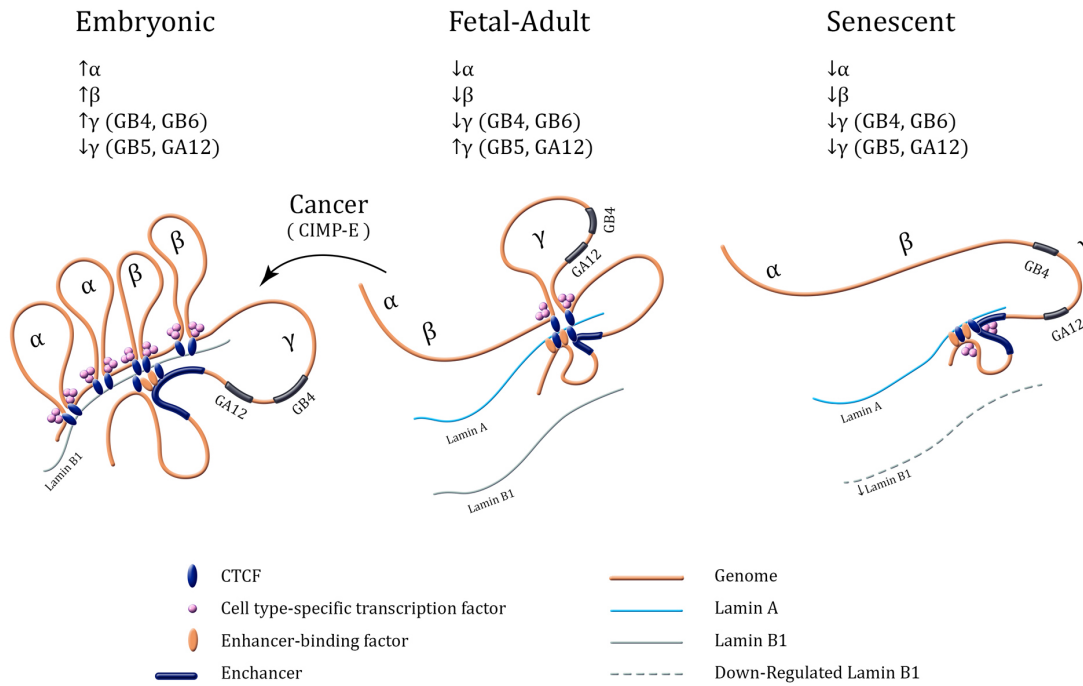 Embryonic
↑α
↑β
↑γ (GB4, GB6)
↓γ (GB5, GA12)
Fetal-Adult
↓α
↓β
↓γ (GB4, GB6)
↑γ (GB5, GA12)
Senescent
↓α
↓β
↓γ (GB4, GB6)
↓γ (GB5, GA12)
Cancer
( CIMP-E )
α
α
β
β
γ
GA12
GB4
Lamin B1
α
β
γ
GB4
GA12
Lamin A
Lamin B1
α
β
GB4
GA12
Lamin A
↓Lamin B1
CTCF
Cell type-specific transcription factor
Enhancer-binding factor
Enchancer
Genome
Lamin A
Lamin B1
Down-Regulated Lamin B1